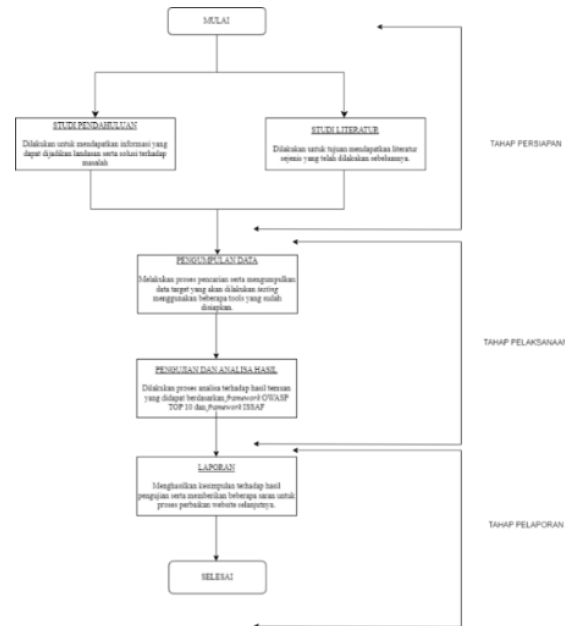 MULAI
STUDI PENDAHULUAN
Dilakukan untuk mendapatkan informasi yang
dapat dijadikan landasan serta solusi terhadap
masalah
STUDI LITERATUR
Dilakukan untuk tujuan mendapatkan literatur
sejenis yang telah dilakukan sebelumnya.
TAHAP PERSIAPAN
PENGUMPULAN DATA
Melakukan proses pencarian serta mengumpulkan
data target yang akan dilakukan testing
menggunakan beberapa tools yang sudah
disiapkan.
TAHAP PELAKSANAAN
PENGUJIAN DAN ANALISA HASIL
Dilakukan proses analisa terhadap hasil temuan
yang didapat berdasarkan framework OWASP
TOP 10 dan framework ISSAF
LAPORAN
Menghasilkan kesimpulan terhadap hasil
pengujian serta memberikan beberapa saran untuk
proses perbaikan website selanjutnya.
TAHAP PELAPORAN
SELESAI